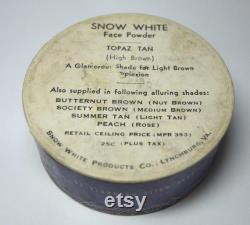 SNOW WHITE
Face Powder
TOPAZ TAN
(High Brown)
A Glamorous Shade for Light Brown
Complexion
Also supplied in following alluring shades:
BUTTERNUT BROWN (Nut Brown)
SOCIETY BROWN (Medium Brown)
SUMMER TAN (Light Tan)
PEACH (Rose)
RETAIL CEILING PRICE (MPR 393)
25C (PLUS TAX)
SNOW WHITE PRODUCTS CO., LYNCHBURG, VA.
Etsy